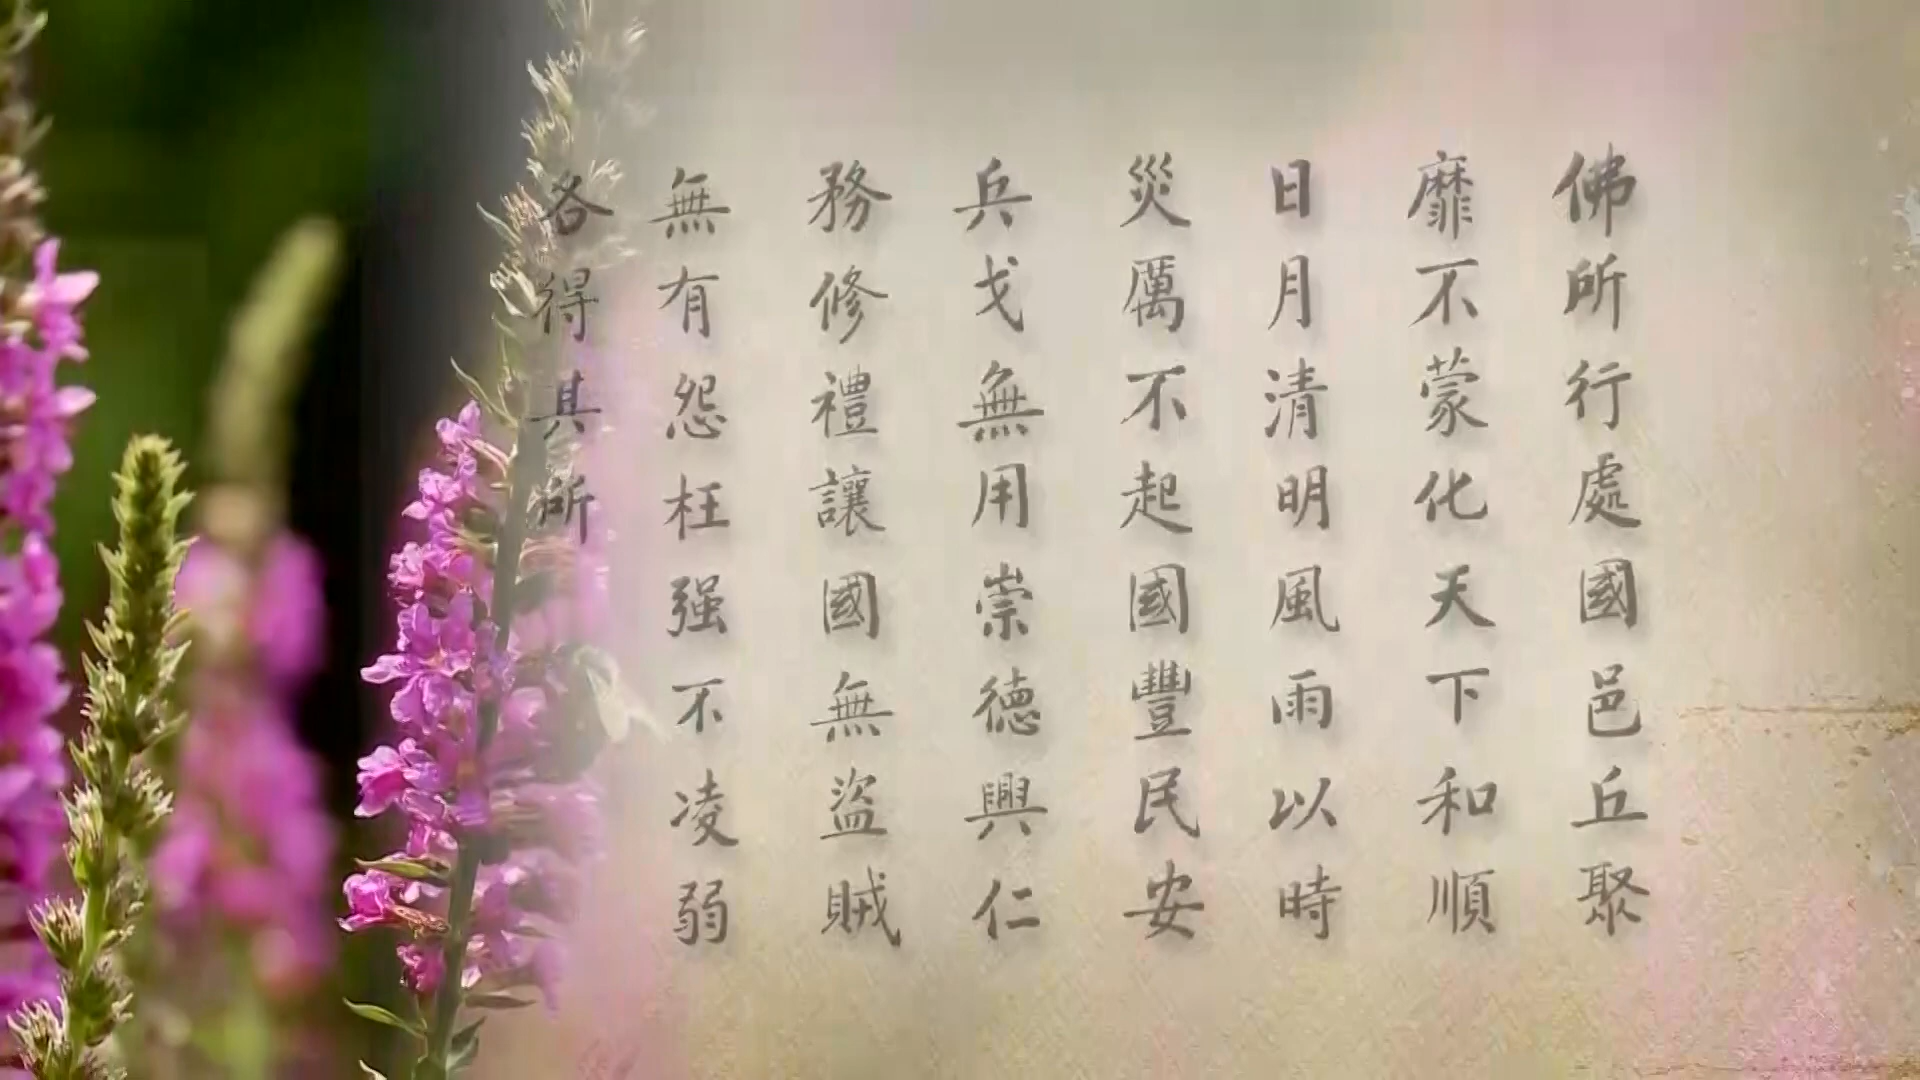 佛所行處國邑丘聚
靡不蒙化天下和順
日月清明風雨以時
災厲不起國豐民安
兵戈無用崇德興仁
務修禮讓國無盜賊
無有怨枉强不凌弱
各得其所